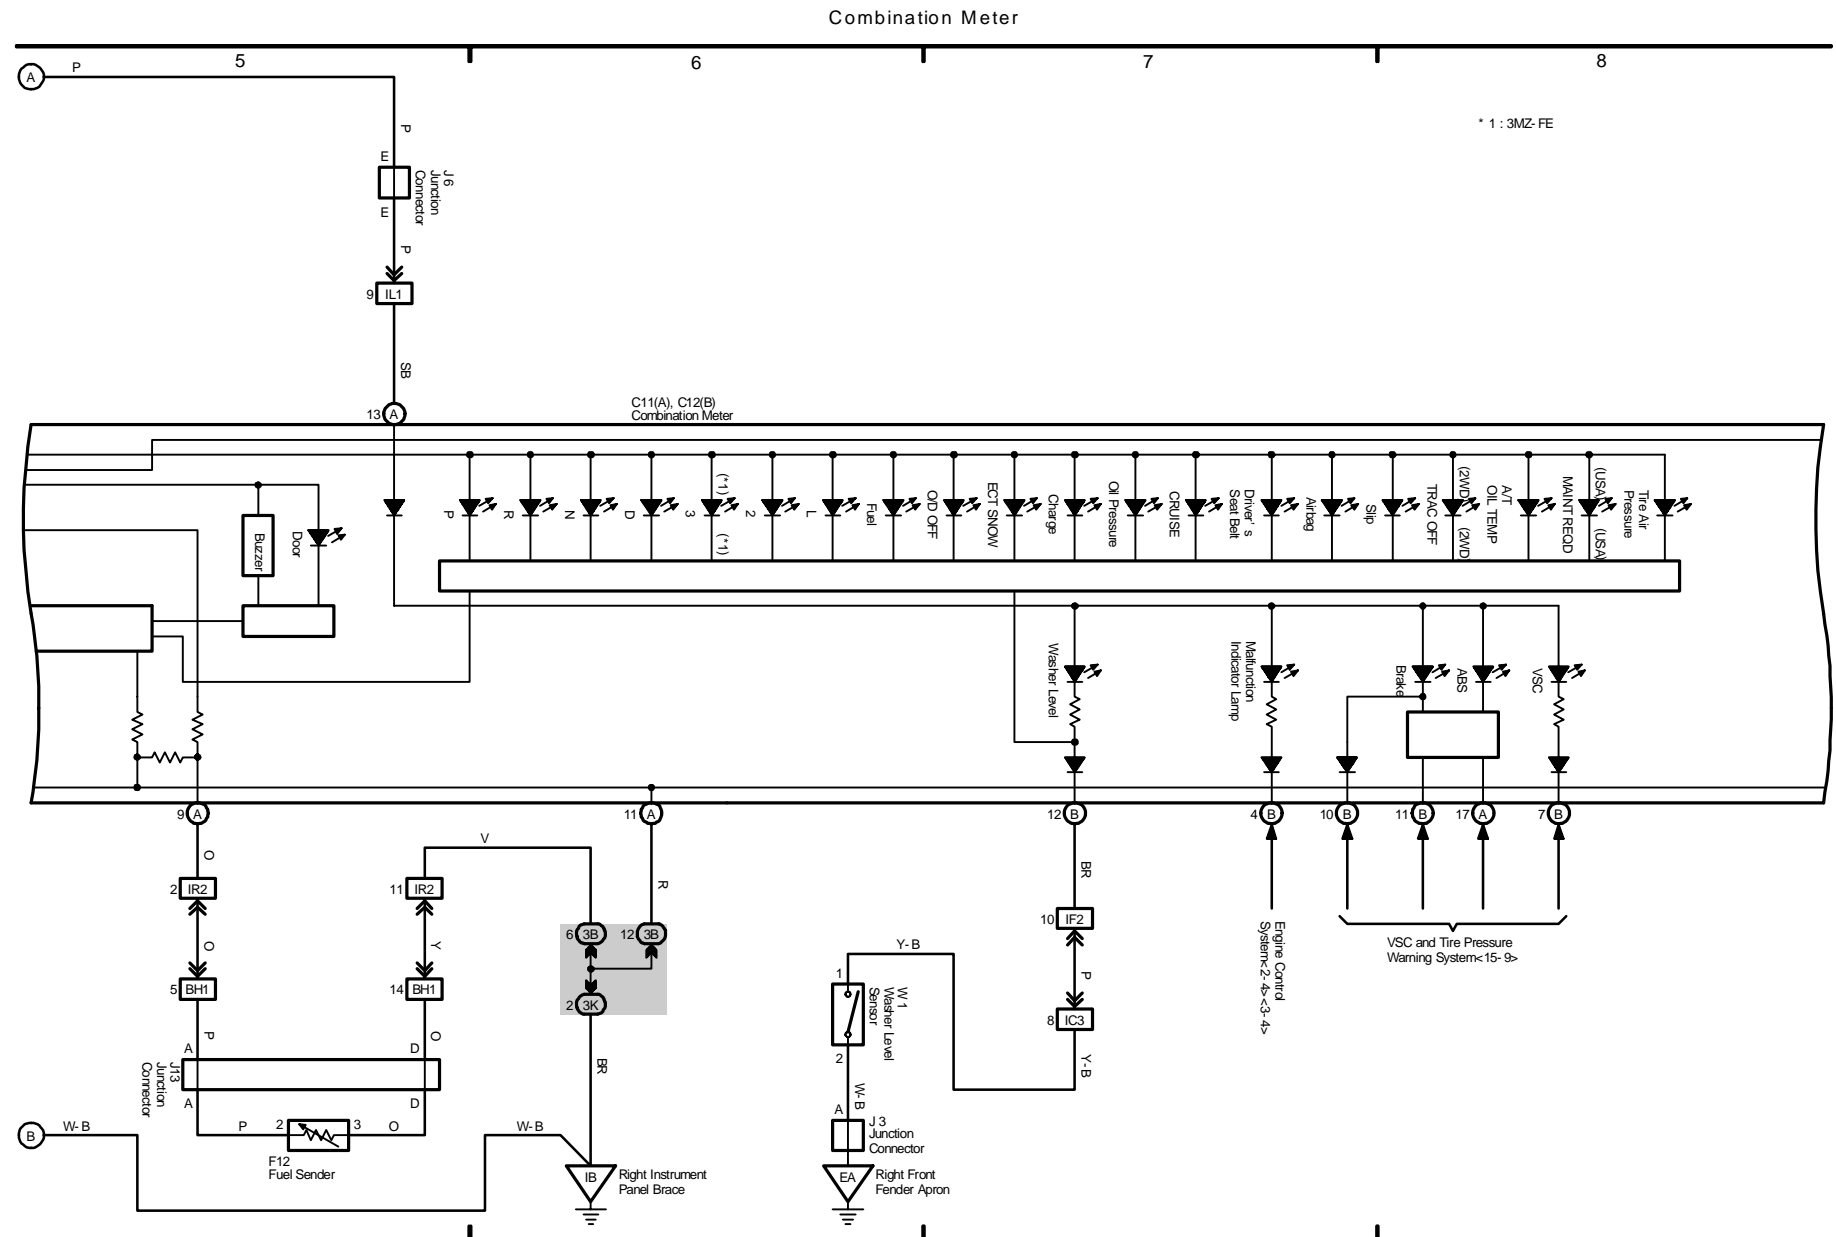 Combination Meter
5
6
7
8
A
P
* 1 : 3MZ- FE
P
E
J 6
Junction
Connector
E
P
9
IL1
SB
13
A
C11(A), C12(B)
Combination Meter
Buzzer
Door
P
R
N
D
3
(*1)
(*1)
2
L
Fuel
O/D OFF
ECT SNOW
Charge
Oil Pressure
CRUISE
Driver' s
Seat Belt
Airbag
Slip
TRAC OFF
(2WD)
(2WD)
A/T
OIL TEMP
MAINT REQD
(USA)
(USA)
Tire Air
Pressure
Washer Level
Malfunction
Indicator Lamp
Brake
ABS
VSC
9
A
11
A
12
B
4
B
10
B
11
B
17
A
7
B
O
V
R
BR
2
IR2
11
IR2
6
3B
12
3B
10
IF2
O
Y
Y- B
P
5
BH1
14
BH1
2
3K
1
W 1
Washer Level
Sensor
2
8
IC3
Y- B
Engine Control
System<2- 4><3- 4>
VSC and Tire Pressure
Warning System<15- 9>
P
O
BR
A
D
J13
Junction
Connector
A
D
W- B
A
J 3
Junction
Connector
B
W- B
P
2
3
O
F12
Fuel Sender
W- B
IB
Right Instrument
Panel Brace
EA
Right Front
Fender Apron